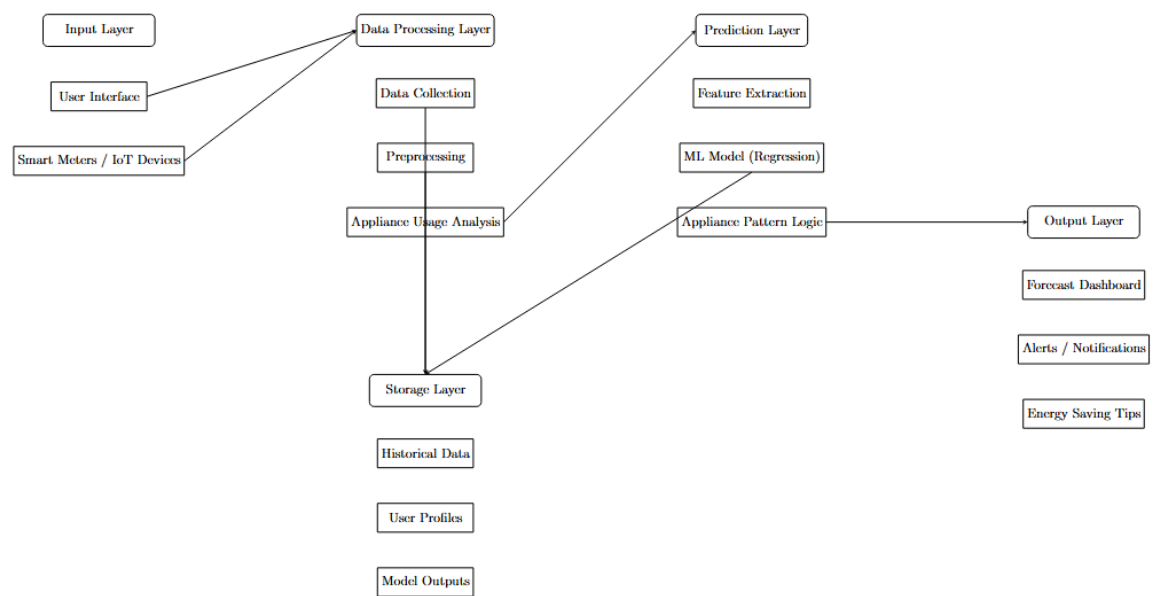 Input Layer
User Interface
Smart Meters / IoT Devices
Data Processing Layer
Data Collection
Preprocessing
Appliance Usage Analysis
Storage Layer
Historical Data
User Profiles
Model Outputs
Prediction Layer
Feature Extraction
ML Model (Regression)
Appliance Pattern Logic
Output Layer
Forecast Dashboard
Alerts / Notifications
Energy Saving Tips